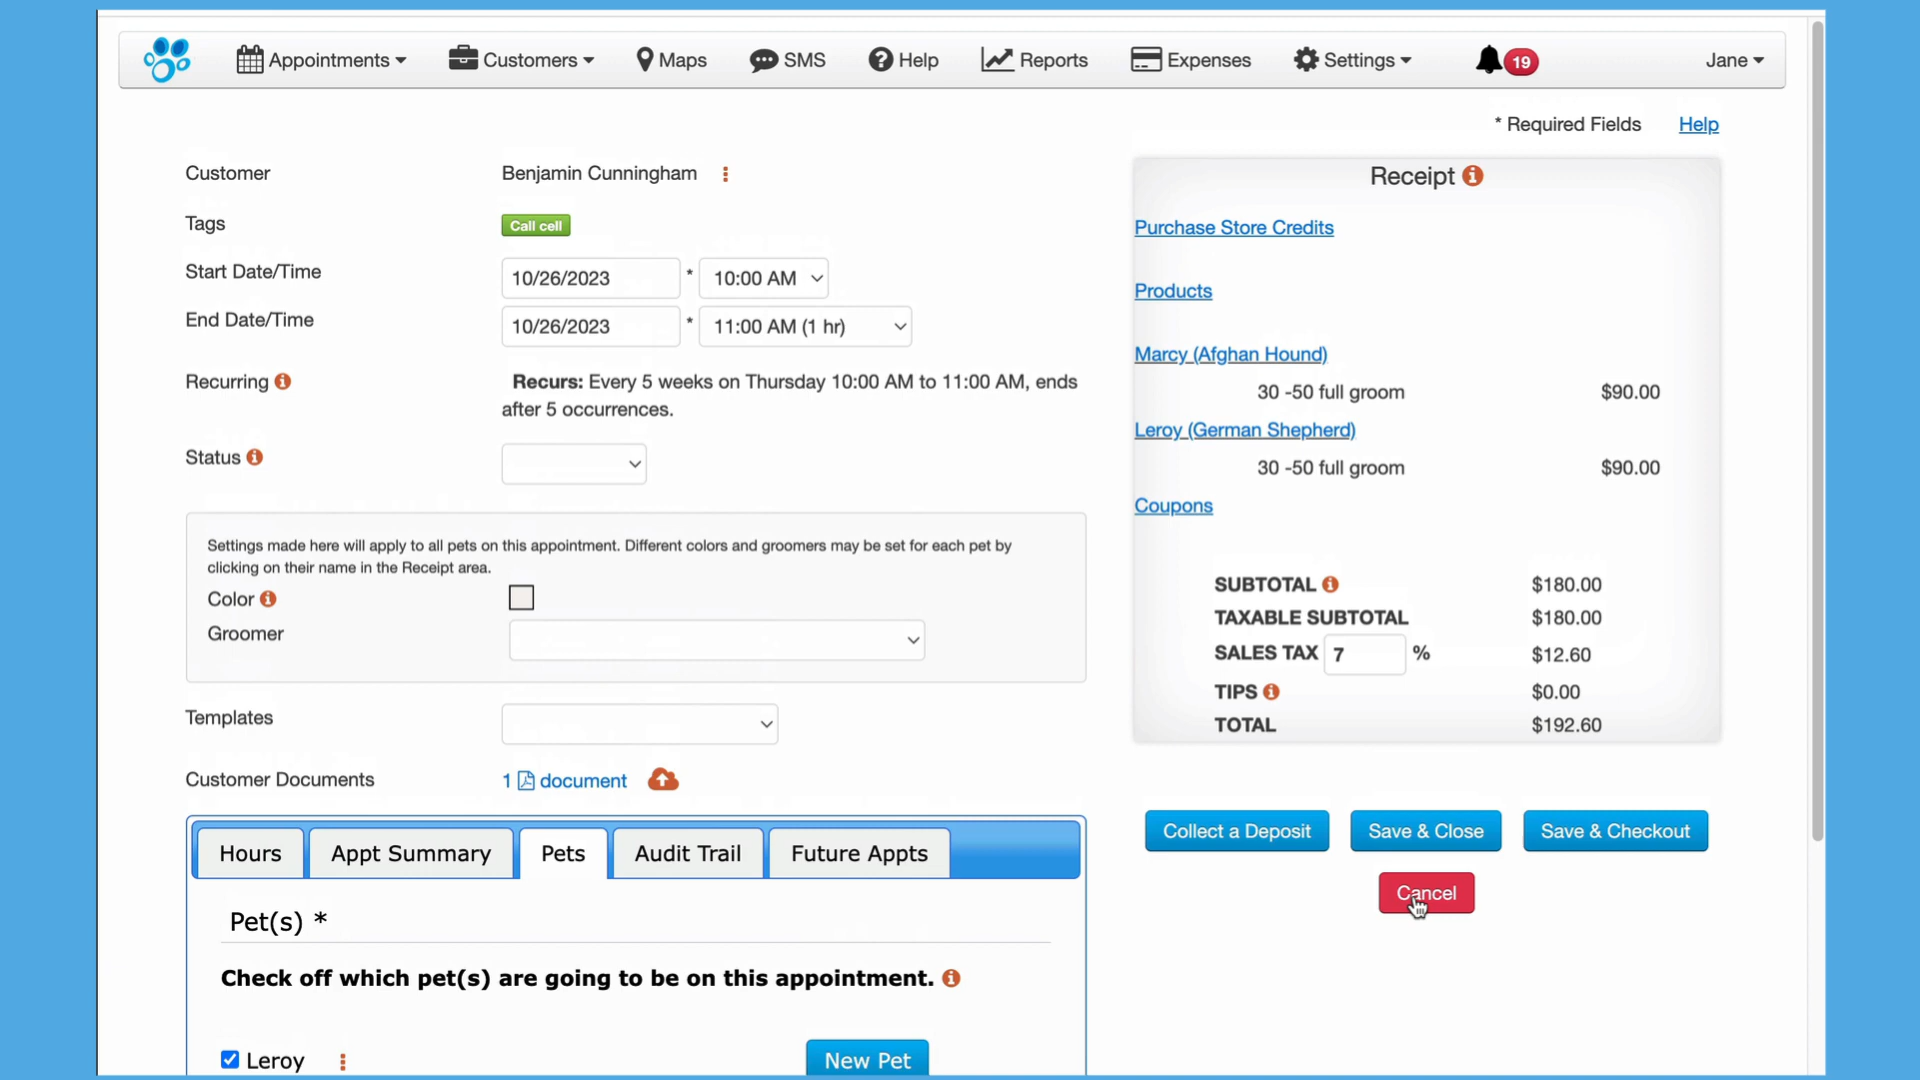 Appointments Customers Maps SMS Help Reports Expenses Settings 19 Jane
* Required Fields Help
Customer Benjamin Cunningham
Tags Call cell
Start Date/Time 10/26/2023 * 10:00 AM
End Date/Time 10/26/2023 * 11:00 AM (1 hr)
Recurring Recurs: Every 5 weeks on Thursday 10:00 AM to 11:00 AM, ends
after 5 occurrences.
Status
Settings made here will apply to all pets on this appointment. Different colors and groomers may be set for each pet by
clicking on their name in the Receipt area.
Color
Groomer
Templates
Customer Documents 1 document
Hours Appt Summary Pets Audit Trail Future Appts
Pet(s) *
Check off which pet(s) are going to be on this appointment.
Leroy New Pet
Receipt
Purchase Store Credits
Products
Marcy (Afghan Hound)
30 -50 full groom $90.00
Leroy (German Shepherd)
30 -50 full groom $90.00
Coupons
SUBTOTAL $180.00
TAXABLE SUBTOTAL $180.00
SALES TAX 7 % $12.60
TIPS $0.00
TOTAL $192.60
Collect a Deposit Save & Close Save & Checkout
Cancel